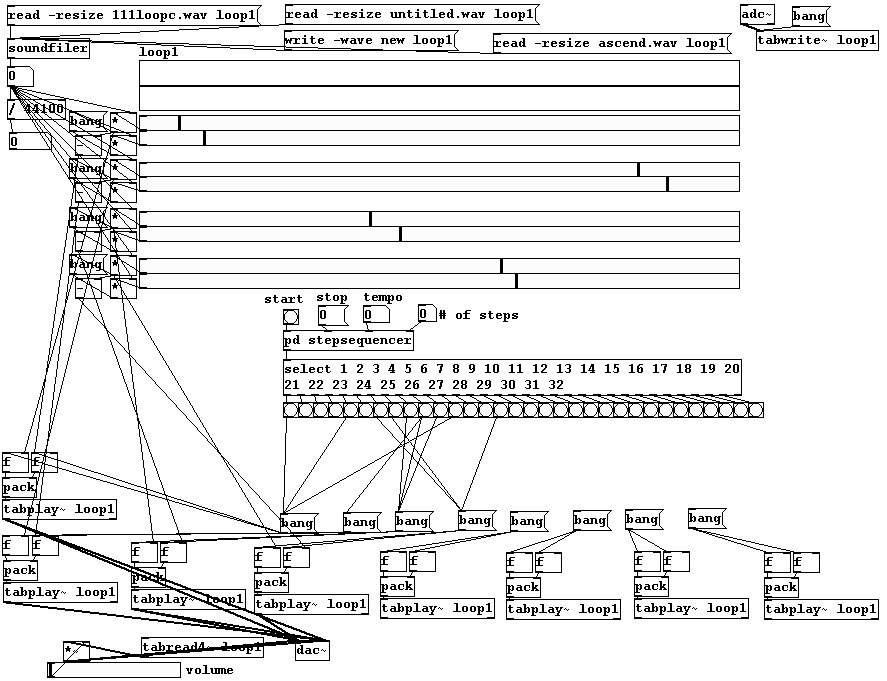 read -resize 111loopc.wav loop1
read -resize untitled.wav loop1
adc~
bang
soundfiler
write -wave new loop1
read -resize ascend.wav loop1
tabwrite~ loop1
loop1
0
/ 44100
0
bang *
- *
bang *
- *
bang *
- *
bang *
- *
start stop tempo
0 0 0 # of steps
pd stepsequencer
select 1 2 3 4 5 6 7 8 9 10 11 12 13 14 15 16 17 18 19 20
21 22 23 24 25 26 27 28 29 30 31 32
f f
pack
tabplay~ loop1
bang bang bang bang bang bang bang bang
f f f f f f f f f f f f f f
pack pack pack pack pack pack pack
tabplay~ loop1 tabplay~ loop1 tabplay~ loop1 tabplay~ loop1 tabplay~ loop1 tabplay~ loop1 tabplay~ loop1
*~ tabread4~ loop1 dac~
volume